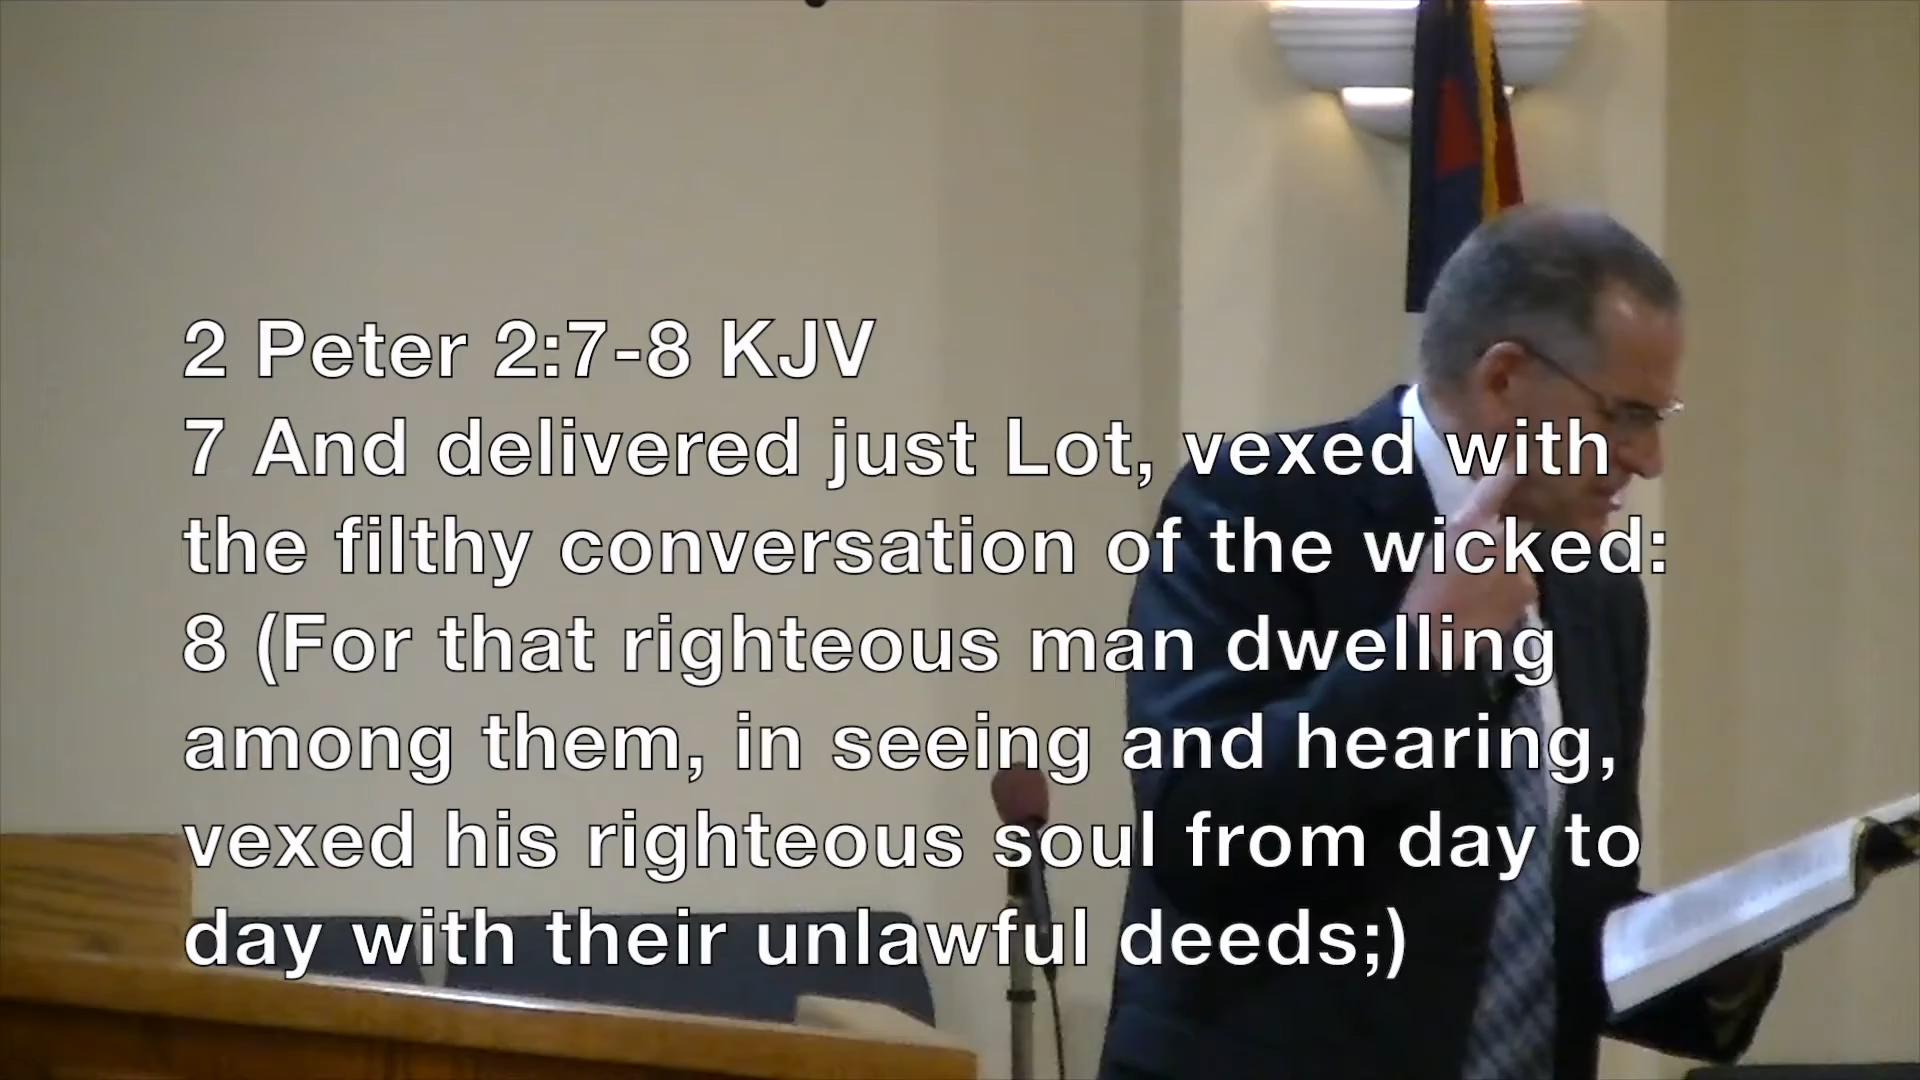 2 Peter 2:7-8 KJV
7 And delivered just Lot, vexed with
the filthy conversation of the wicked:
8 (For that righteous man dwelling
among them, in seeing and hearing,
vexed his righteous soul from day to
day with their unlawful deeds;)